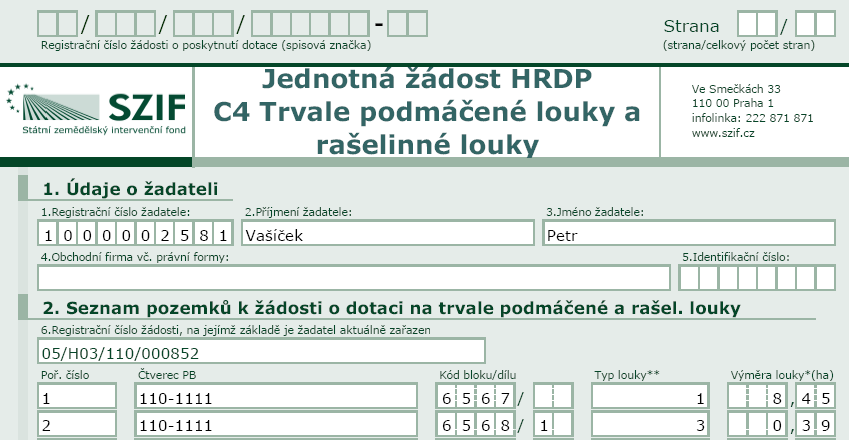 / / / -
Registrační číslo žádosti o poskytnutí dotace (spisová značka)
Strana /
(strana/celkový počet stran)
SZIF
Státní zemědělský intervenční fond
Jednotná žádost HRDP
C4 Trvale podmáčené louky a
rašelinné louky
Ve Smečkách 33
110 00 Praha 1
infolinka: 222 871 871
www.szif.cz
1. Údaje o žadateli
1.Registrační číslo žadatele: 2.Příjmení žadatele: 3.Jméno žadatele:
1000002581 Vašíček Petr
4.Obchodní firma vč. právní formy: 5.Identifikační číslo:
2. Seznam pozemků k žádosti o dotaci na trvale podmáčené a rašel. louky
6.Registrační číslo žádosti, na jejímž základě je žadatel aktuálně zařazen
05/H03/110/000852
Poř. číslo Čtverec PB Kód bloku/dílu Typ louky** Výměra louky*(ha)
1 110-1111 6567/ 1 8,45
2 110-1111 6568/1 3 0,39